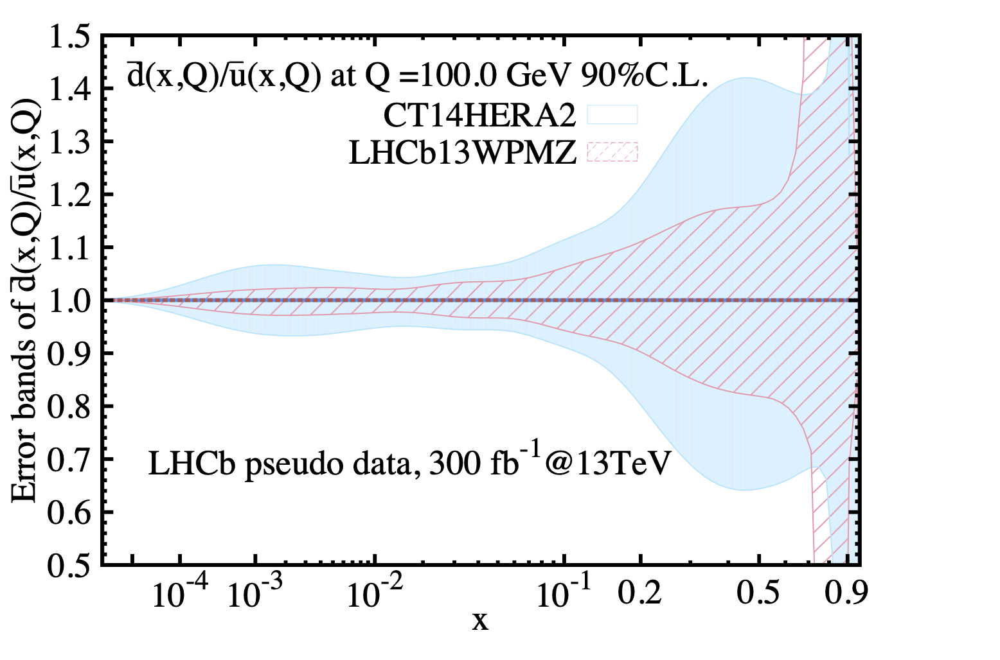 1.5
1.4
1.3
1.2
1.1
1.0
0.9
0.8
0.7
0.6
0.5
Error bands of d̅(x,Q)/u̅(x,Q)
d̅(x,Q)/u̅(x,Q) at Q =100.0 GeV 90%C.L.
CT14HERA2
LHCb13WPMZ
LHCb pseudo data, 300 fb⁻¹@13TeV
10⁻⁴ 10⁻³ 10⁻² 10⁻¹ 0.2 0.5 0.9
x